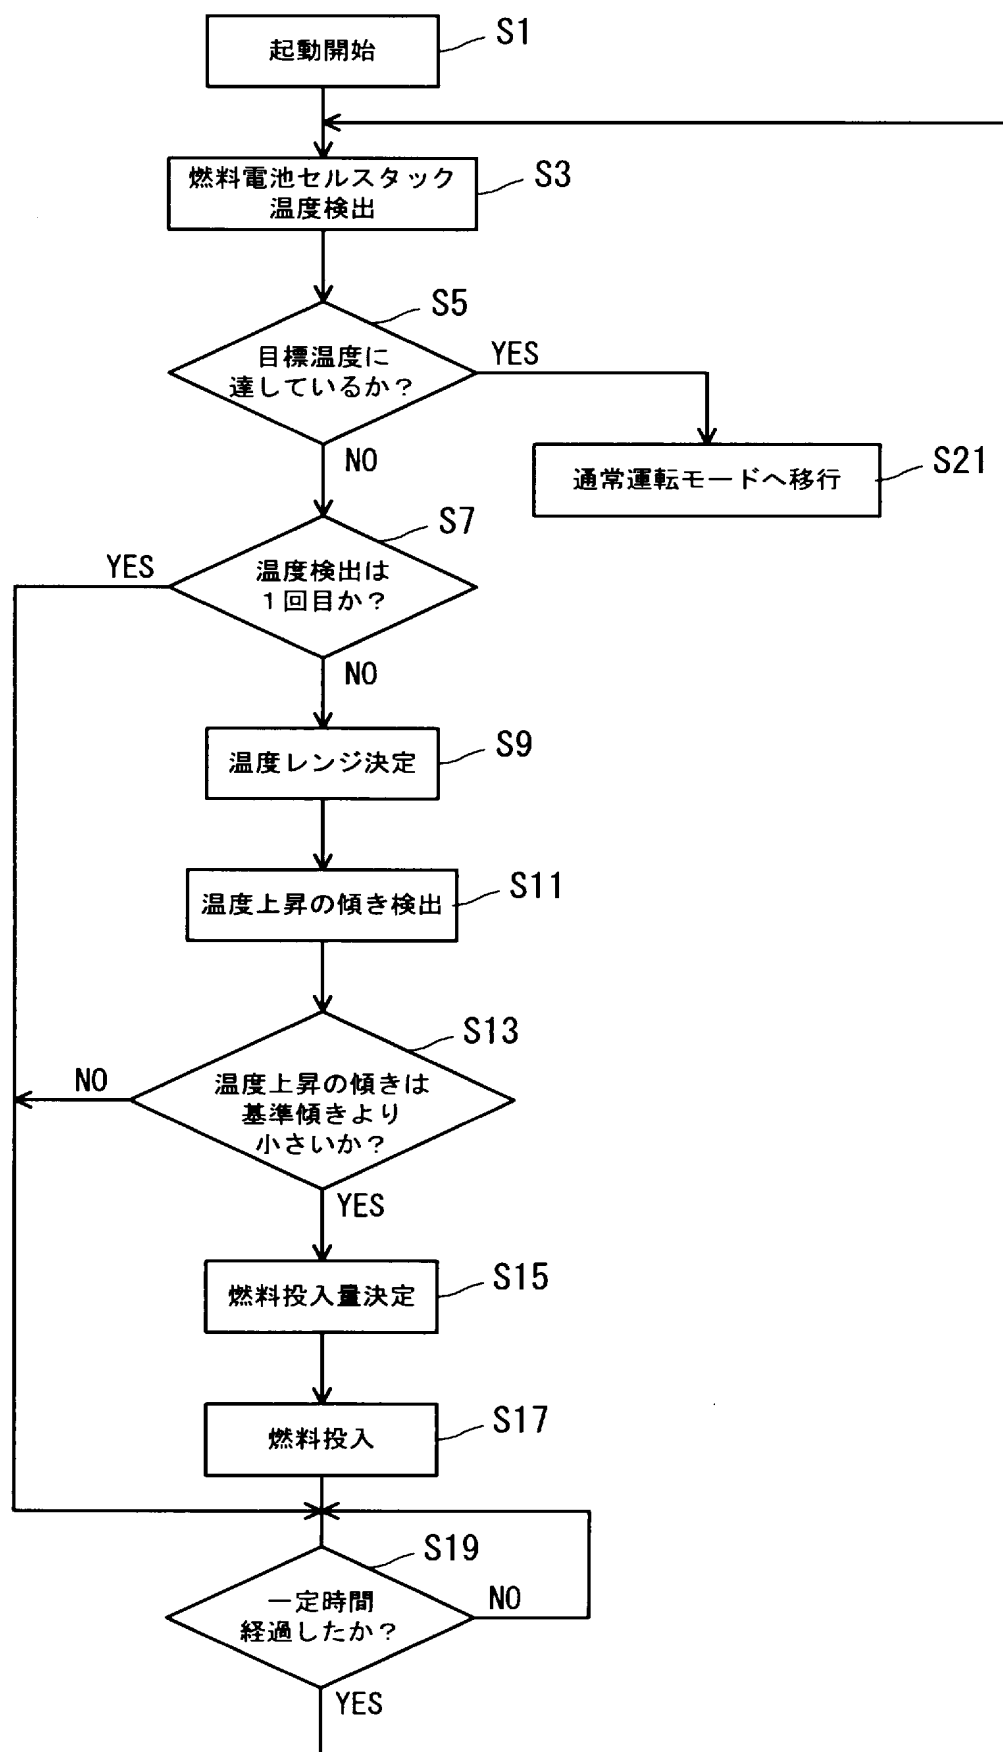 起動開始
S1
燃料電池セルスタック
温度検出
S3
S5
目標温度に
達しているか？
YES
NO
通常運転モードへ移行
S21
S7
YES
温度検出は
１回目か？
NO
温度レンジ決定
S9
温度上昇の傾き検出
S11
S13
NO
温度上昇の傾きは
基準傾きより
小さいか？
YES
燃料投入量決定
S15
燃料投入
S17
S19
一定時間
経過したか？
NO
YES